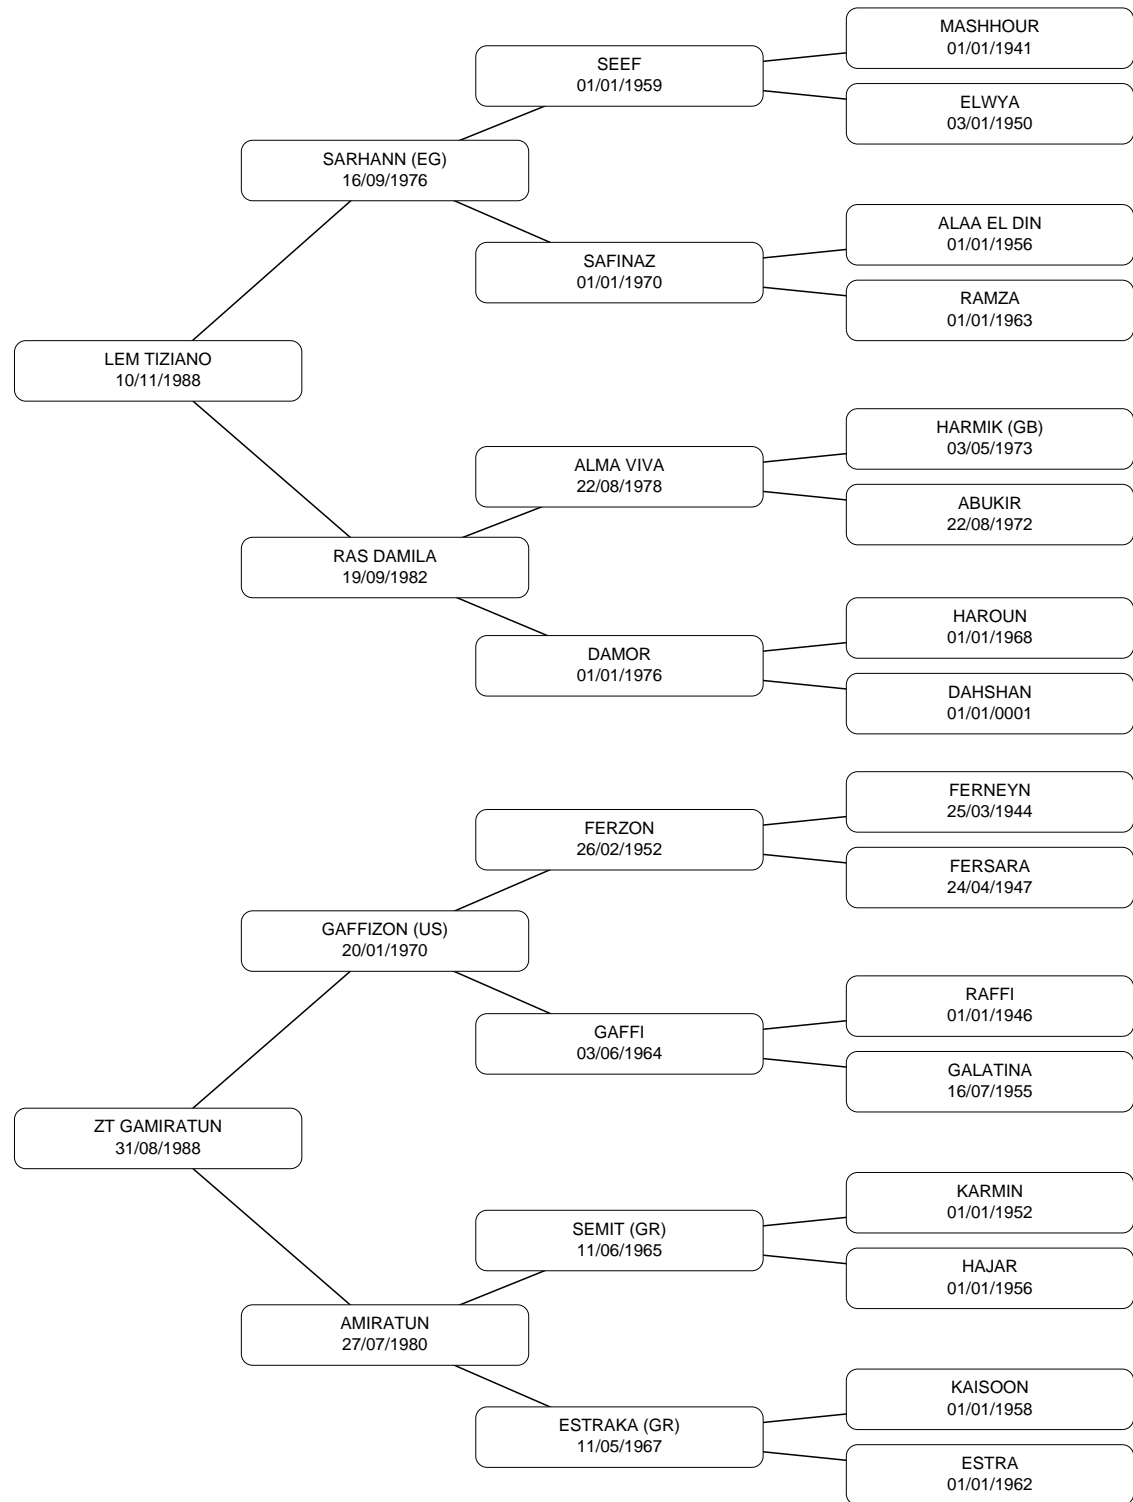 MASHHOUR
01/01/1941
SEEF
01/01/1959
ELWYA
03/01/1950
SARHANN (EG)
16/09/1976
ALAA EL DIN
01/01/1956
SAFINAZ
01/01/1970
RAMZA
01/01/1963
LEM TIZIANO
10/11/1988
HARMIK (GB)
03/05/1973
ALMA VIVA
22/08/1978
ABUKIR
22/08/1972
RAS DAMILA
19/09/1982
HAROUN
01/01/1968
DAMOR
01/01/1976
DAHSHAN
01/01/0001
FERNEYN
25/03/1944
FERZON
26/02/1952
FERSARA
24/04/1947
GAFFIZON (US)
20/01/1970
RAFFI
01/01/1946
GAFFI
03/06/1964
GALATINA
16/07/1955
ZT GAMIRATUN
31/08/1988
KARMIN
01/01/1952
SEMIT (GR)
11/06/1965
HAJAR
01/01/1956
AMIRATUN
27/07/1980
KAISOON
01/01/1958
ESTRAKA (GR)
11/05/1967
ESTRA
01/01/1962